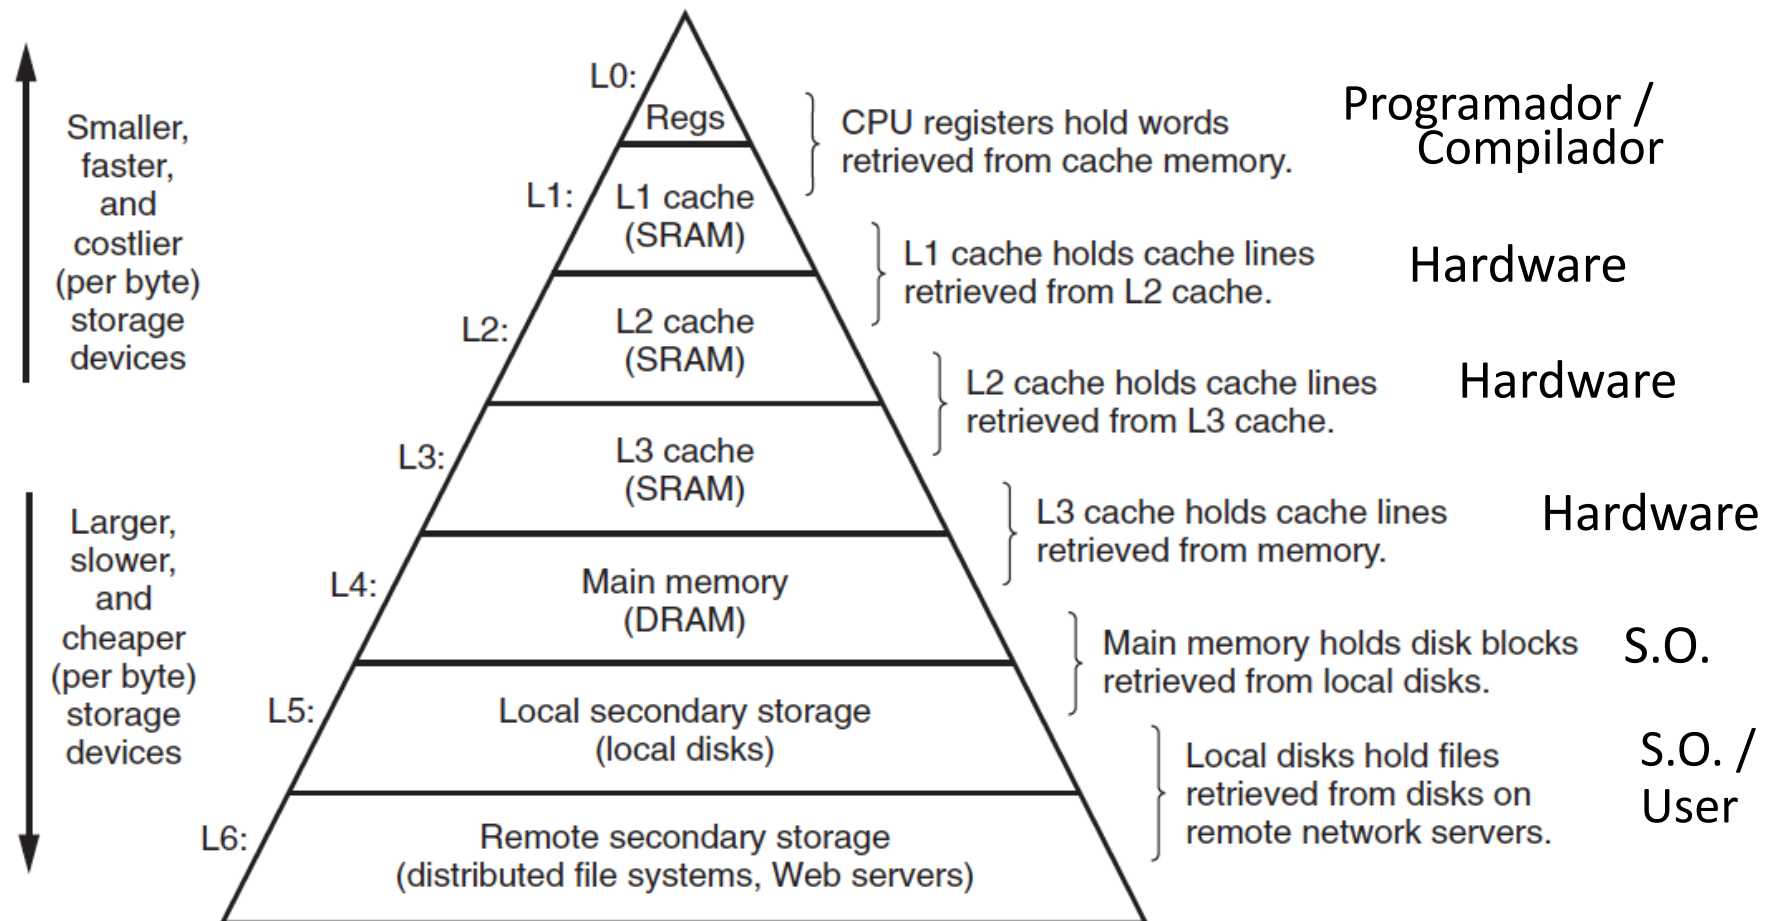 Smaller,
faster,
and
costlier
(per byte)
storage
devices
Larger,
slower,
and
cheaper
(per byte)
storage
devices
L0:
Regs
CPU registers hold words
retrieved from cache memory.
Programador /
Compilador
L1:
L1 cache
(SRAM)
L1 cache holds cache lines
retrieved from L2 cache.
Hardware
L2:
L2 cache
(SRAM)
L2 cache holds cache lines
retrieved from L3 cache.
Hardware
L3:
L3 cache
(SRAM)
L3 cache holds cache lines
retrieved from memory.
Hardware
L4:
Main memory
(DRAM)
Main memory holds disk blocks
retrieved from local disks.
S.O.
L5:
Local secondary storage
(local disks)
Local disks hold files
retrieved from disks on
remote network servers.
S.O. /
User
L6:
Remote secondary storage
(distributed file systems, Web servers)